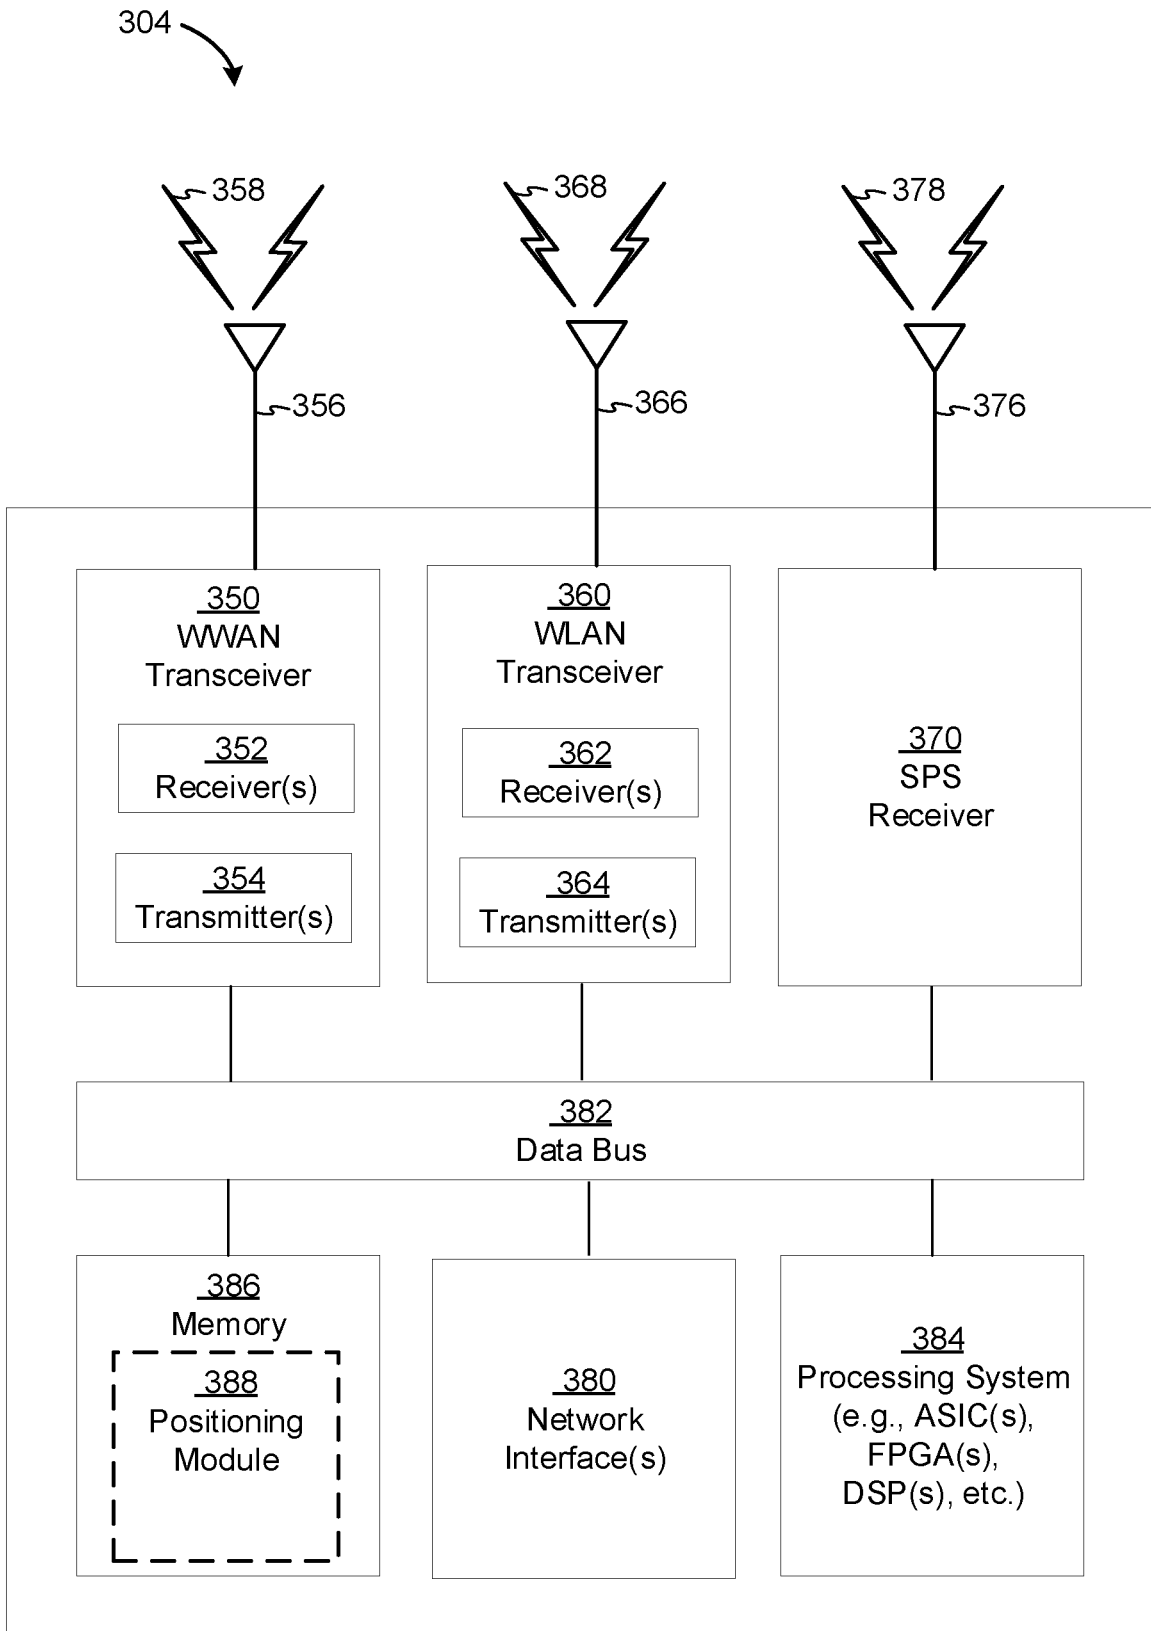 304
358
368
378
356
366
376
350
WWAN
Transceiver
352
Receiver(s)
354
Transmitter(s)
360
WLAN
Transceiver
362
Receiver(s)
364
Transmitter(s)
370
SPS
Receiver
382
Data Bus
386
Memory
388
Positioning
Module
380
Network
Interface(s)
384
Processing System
(e.g., ASIC(s),
FPGA(s),
DSP(s), etc.)